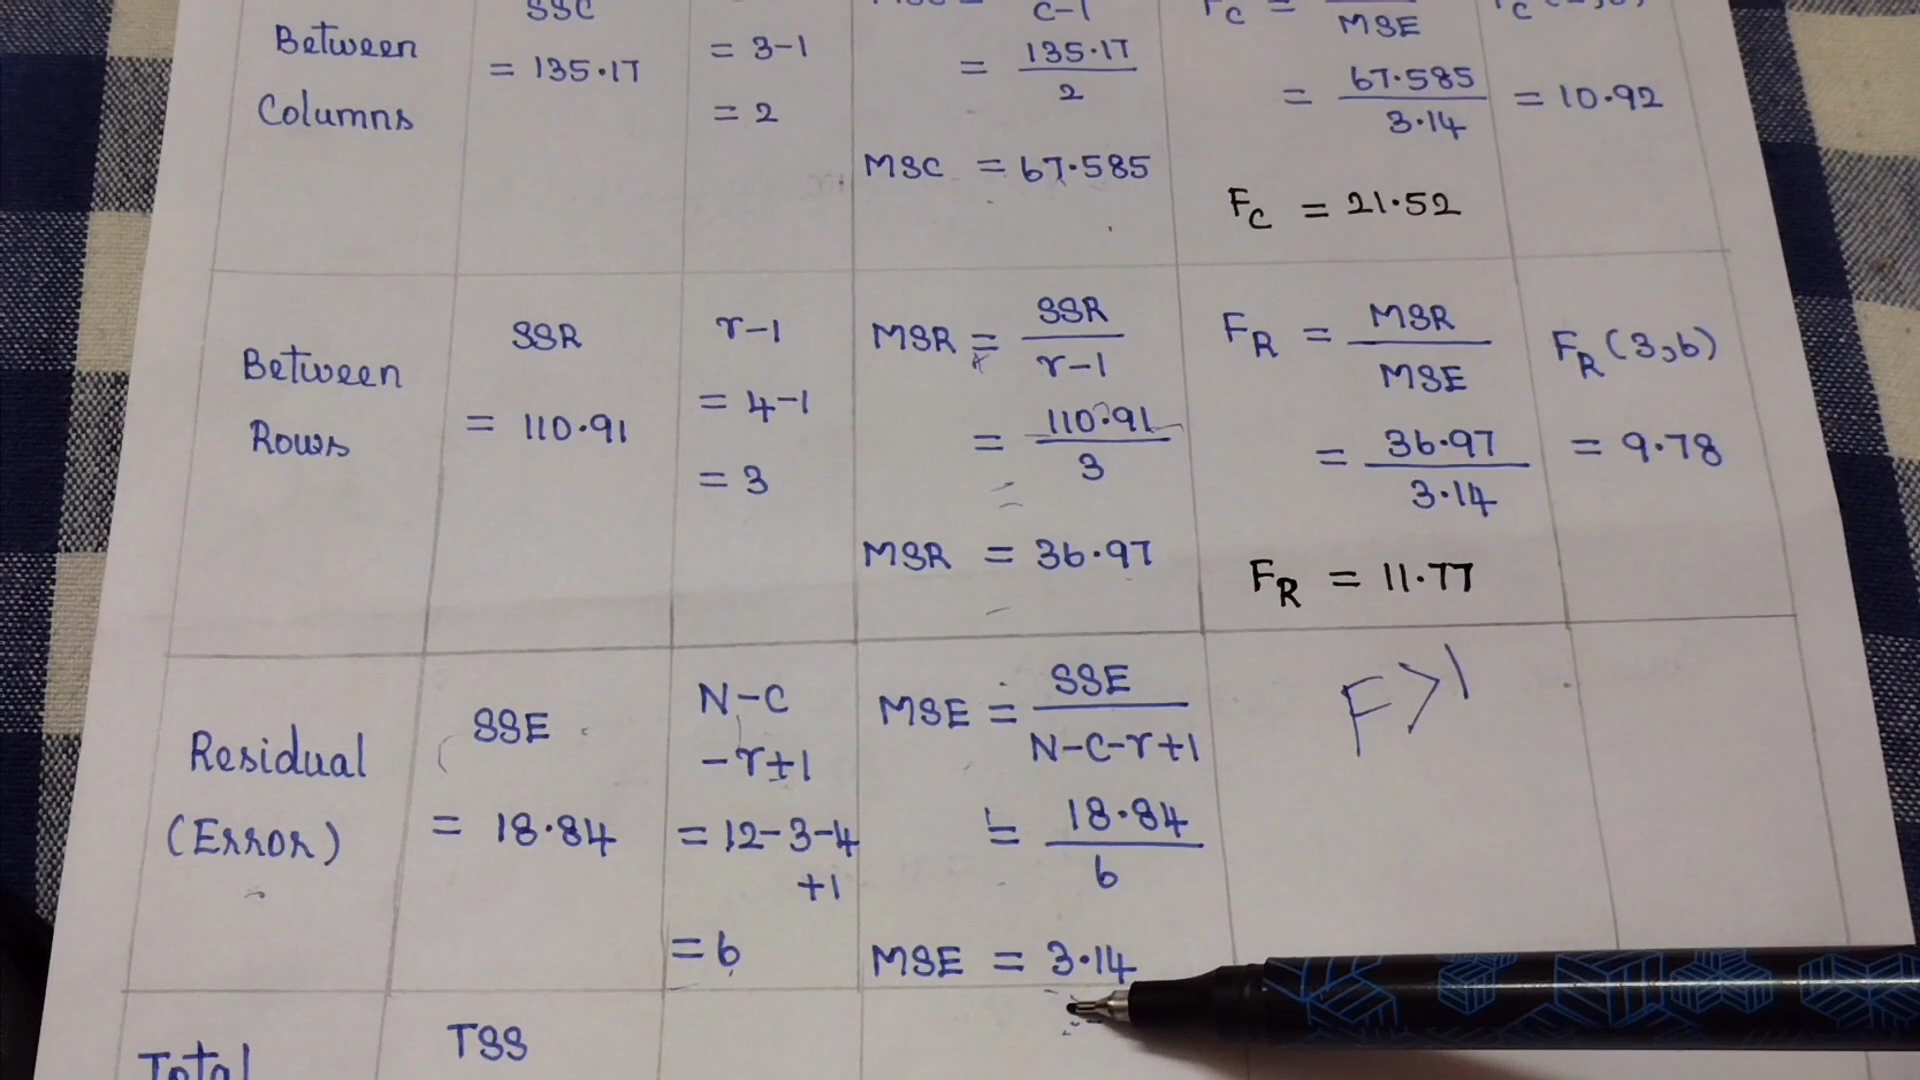 SSC
C-1
MSE
Between
Columns
= 135.17
= 3-1
= 2
= 135.17
2
MSC = 67.585
= 67.585
3.14
FC = 21.52
= 10.92
Between
Rows
SSR
= 110.91
r-1
= 4-1
= 3
MSR = SSR
r-1
= 110.91
3
MSR = 36.97
FR = MSR
MSE
= 36.97
3.14
FR = 11.77
FR (3,6)
= 9.78
Residual
(Error)
SSE
= 18.84
N-C
-r+1
= 12-3-4
+1
= 6
MSE = SSE
N-C-r+1
= 18.84
6
MSE = 3.14
F>1
Total
TSS